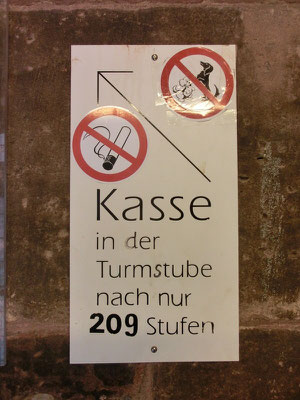 Kasse
in der
Turmstube
nach nur
209 Stufen